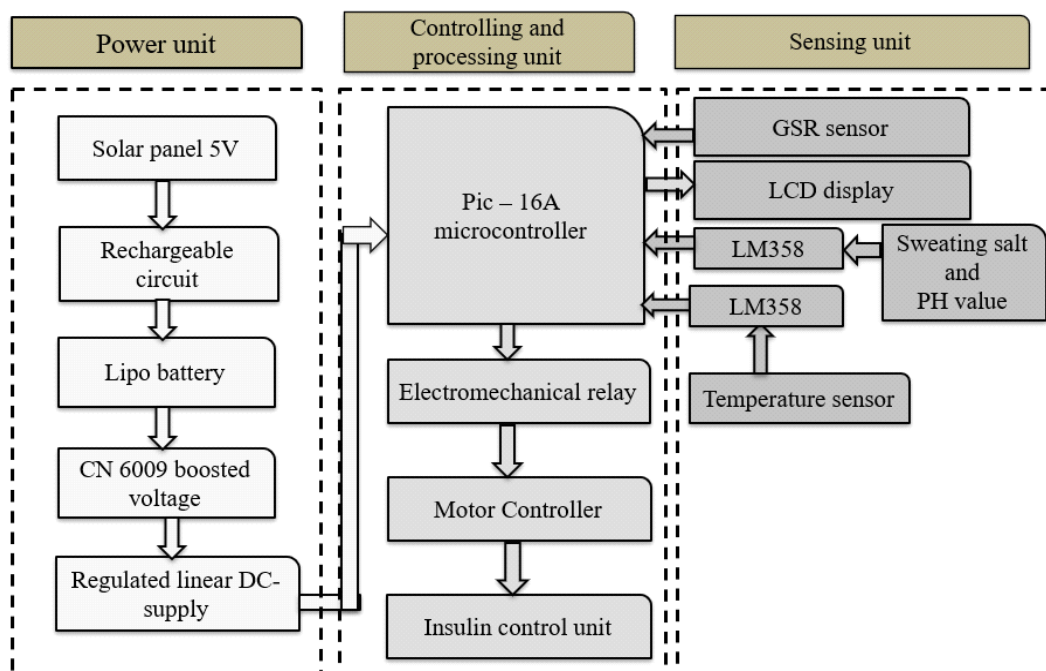 Power unit
Controlling and
processing unit
Sensing unit
Solar panel 5V
Rechargeable
circuit
Lipo battery
CN 6009 boosted
voltage
Regulated linear DC-
supply
Pic – 16A
microcontroller
Electromechanical relay
Motor Controller
Insulin control unit
GSR sensor
LCD display
LM358
Sweating salt
and
PH value
LM358
Temperature sensor